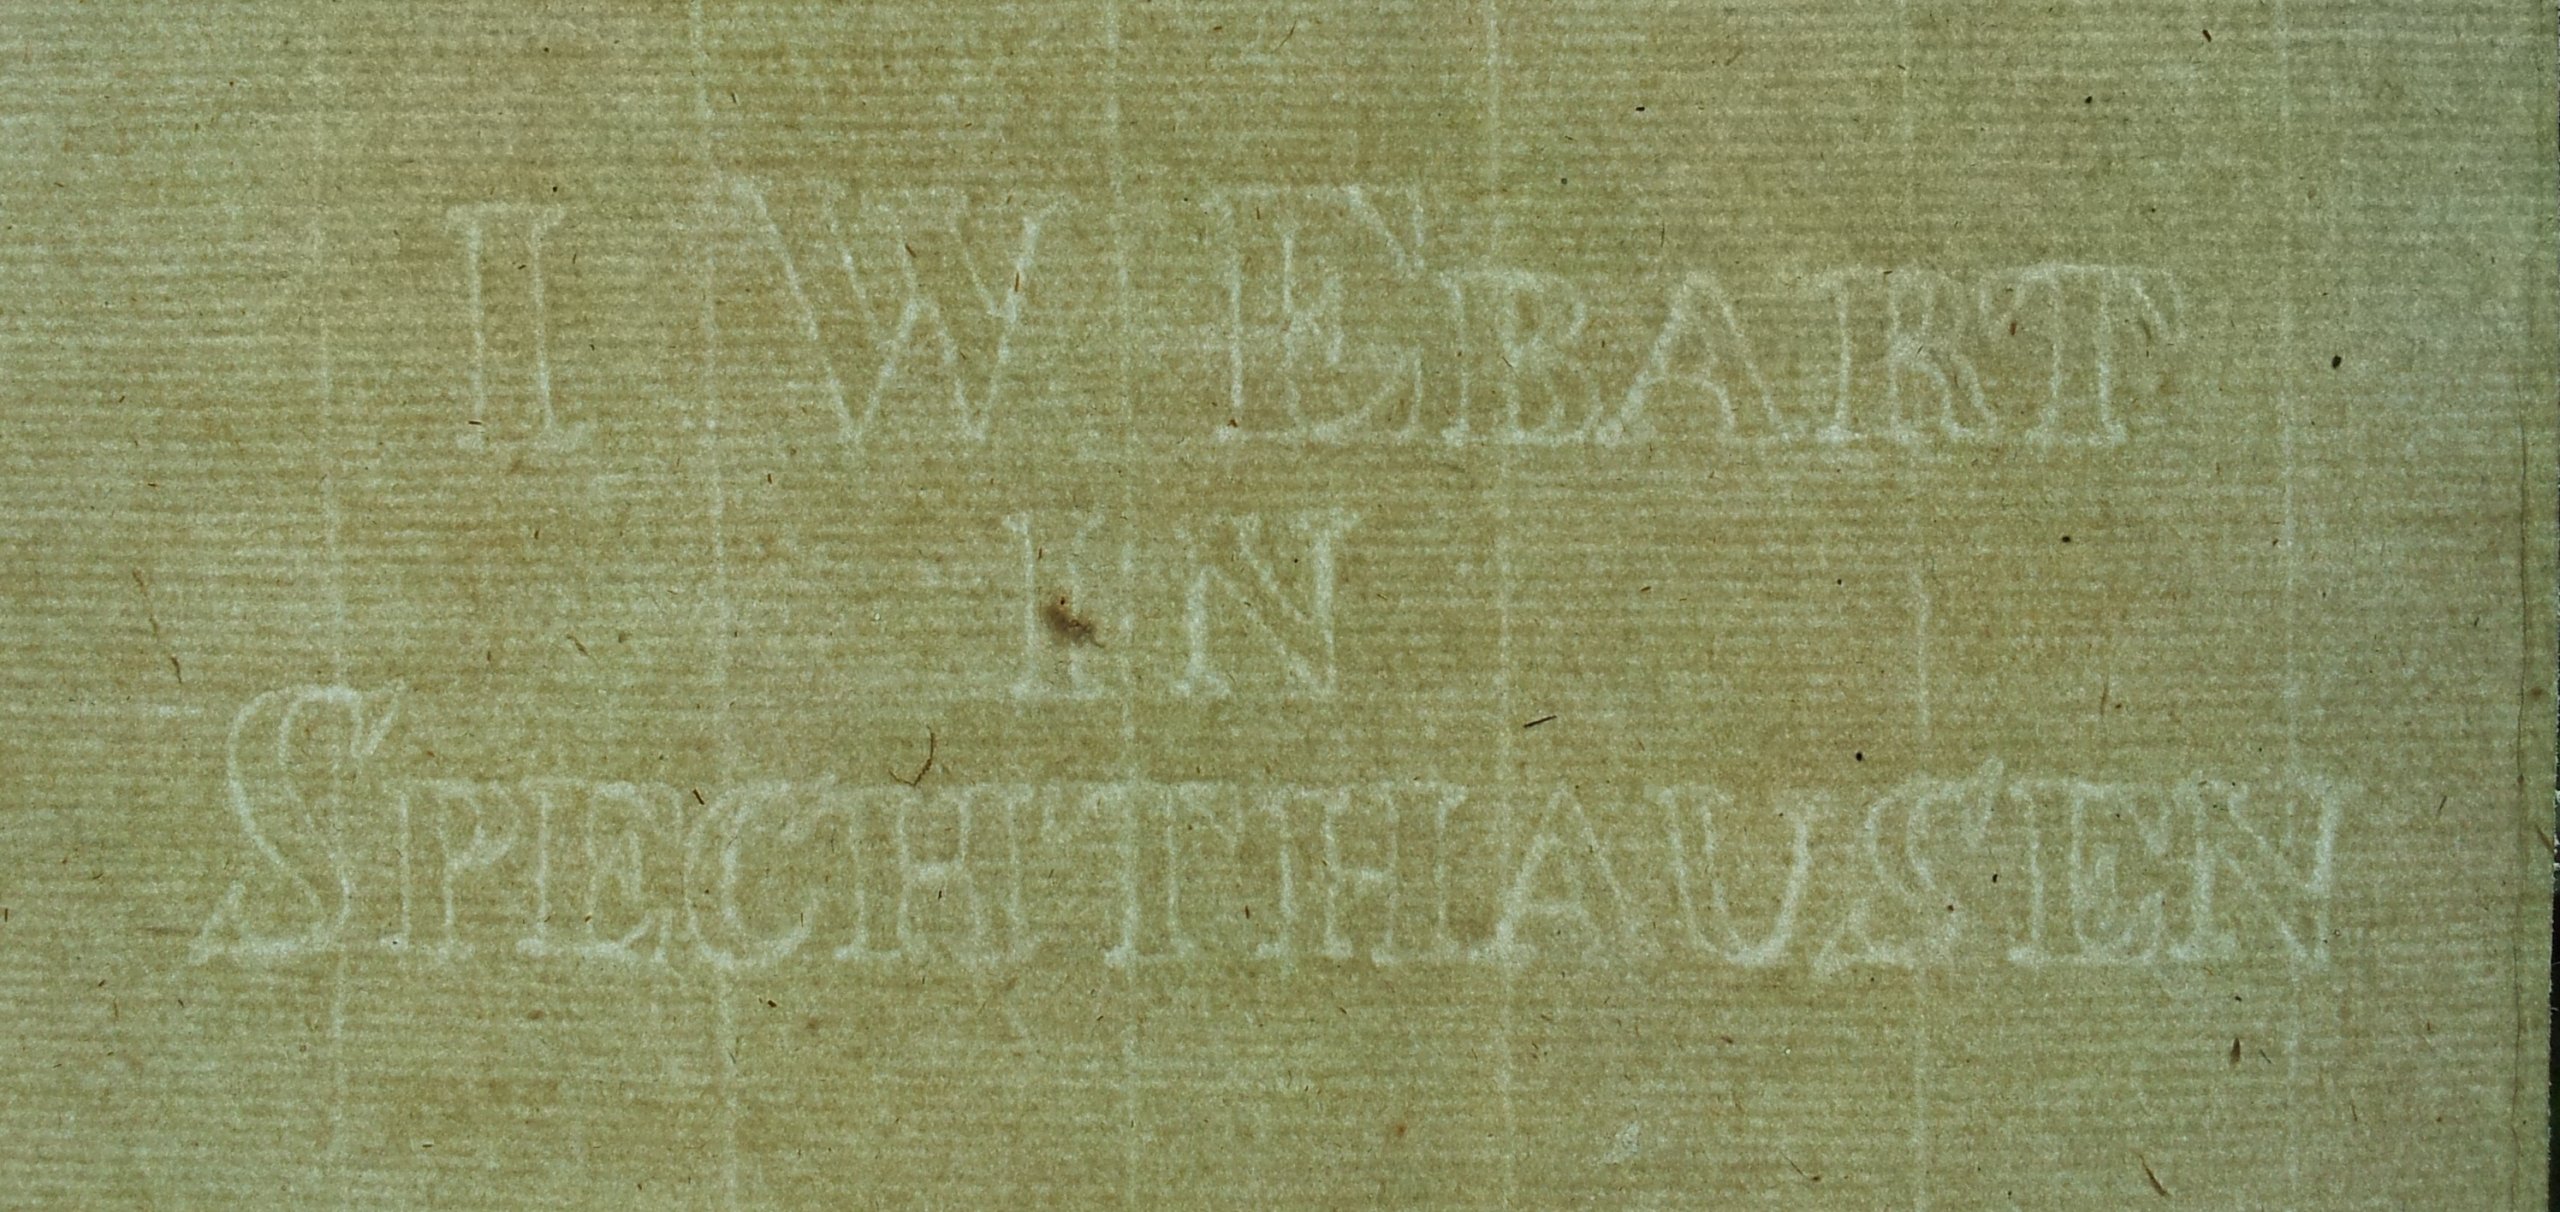 I W EBART
IN
SPECHTHAUSEN